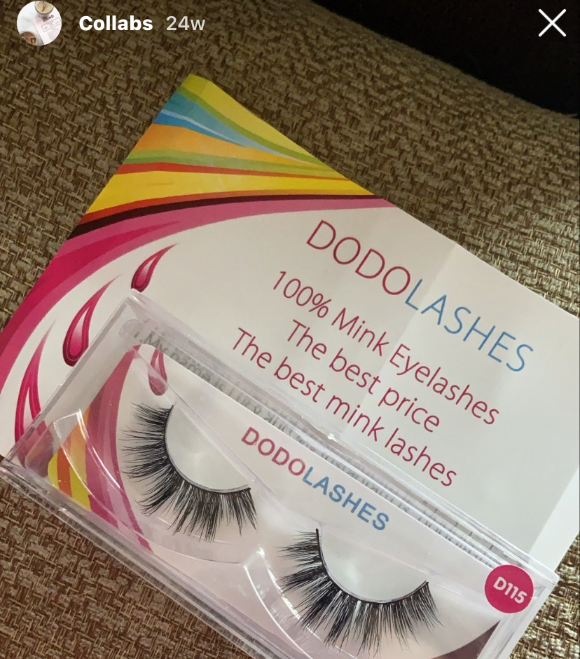 Collabs 24w
DODOLASHES
100% Mink Eyelashes
The best price
The best mink lashes
DODOLASHES
D115